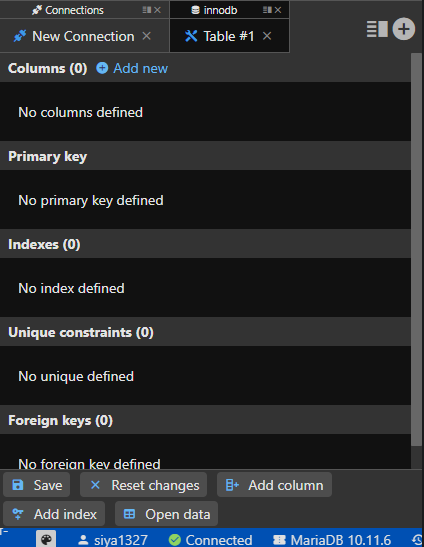 Connections
innodb
New Connection
Table #1
Columns (0) Add new
No columns defined
Primary key
No primary key defined
Indexes (0)
No index defined
Unique constraints (0)
No unique defined
Foreign keys (0)
No foreign key defined
Save Reset changes Add column
Add index Open data
siya1327 Connected MariaDB 10.11.6